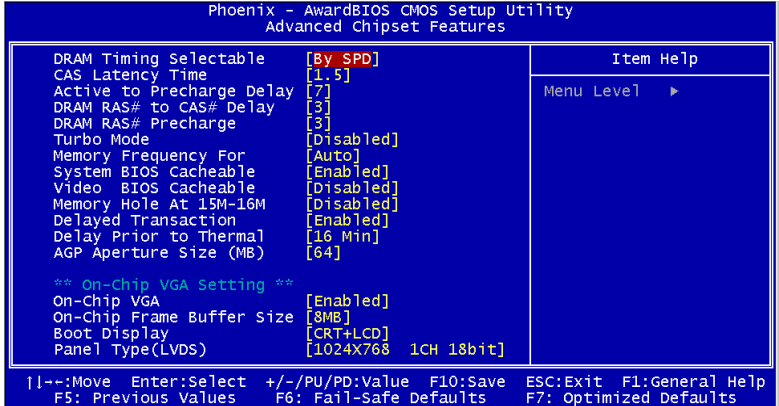 Phoenix - AwardBIOS CMOS Setup Utility
Advanced Chipset Features
DRAM Timing Selectable [By SPD]
CAS Latency Time [1.5]
Active to Precharge Delay [7]
DRAM RAS# to CAS# Delay [3]
DRAM RAS# Precharge [3]
Turbo Mode [Disabled]
Memory Frequency For [Auto]
System BIOS Cacheable [Enabled]
Video BIOS Cacheable [Disabled]
Memory Hole At 15M-16M [Disabled]
Delayed Transaction [Enabled]
Delay Prior to Thermal [16 Min]
AGP Aperture Size (MB) [64]
** On-Chip VGA Setting **
On-Chip VGA [Enabled]
On-Chip Frame Buffer Size [8MB]
Boot Display [CRT+LCD]
Panel Type(LVDS) [1024X768 1CH 18bit]
Item Help
Menu Level ►
↑↓→←:Move Enter:Select +/-/PU/PD:Value F10:Save ESC:Exit F1:General Help
F5: Previous Values F6: Fail-Safe Defaults F7: Optimized Defaults